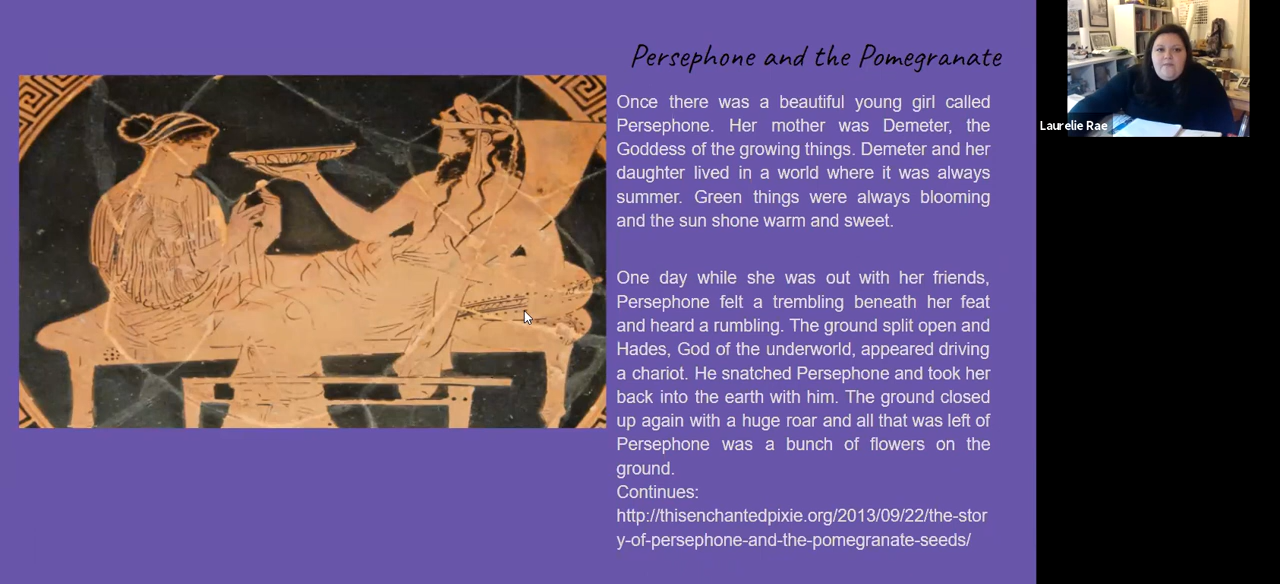 Persephone and the Pomegranate
Once there was a beautiful young girl called
Persephone. Her mother was Demeter, the
Goddess of the growing things. Demeter and her
daughter lived in a world where it was always
summer. Green things were always blooming
and the sun shone warm and sweet.
One day while she was out with her friends,
Persephone felt a trembling beneath her feat
and heard a rumbling. The ground split open and
Hades, God of the underworld, appeared driving
a chariot. He snatched Persephone and took her
back into the earth with him. The ground closed
up again with a huge roar and all that was left of
Persephone was a bunch of flowers on the
ground.
Continues:
http://thisenchantedpixie.org/2013/09/22/the-stor
y-of-persephone-and-the-pomegranate-seeds/
Laurelie Rae